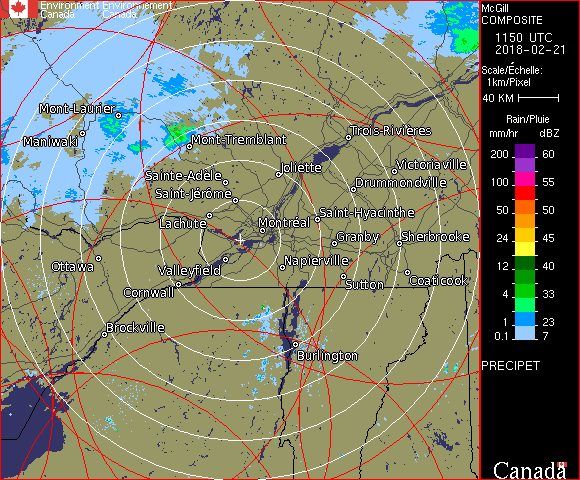 Environment Environnement
Canada Canada
McGill
COMPOSITE
1150 UTC
2018-02-21
Scale/Échelle:
1km/Pixel
40 KM
Rain/Pluie
mm/hr dBZ
200 60
100 55
50 50
24 45
12 40
4 33
1 23
0.1 7
PRECIPET
Canada
Mont-Laurier
Maniwaki
Mont-Tremblant
Trois-Rivières
Joliette
Victoriaville
Sainte-Adèle
Drummondville
Saint-Jérôme
Lachute
Saint-Hyacinthe
Montréal
Granby
Sherbrooke
Ottawa
Valleyfield
Napierville
Coaticook
Cornwall
Sutton
Brockville
Burlington